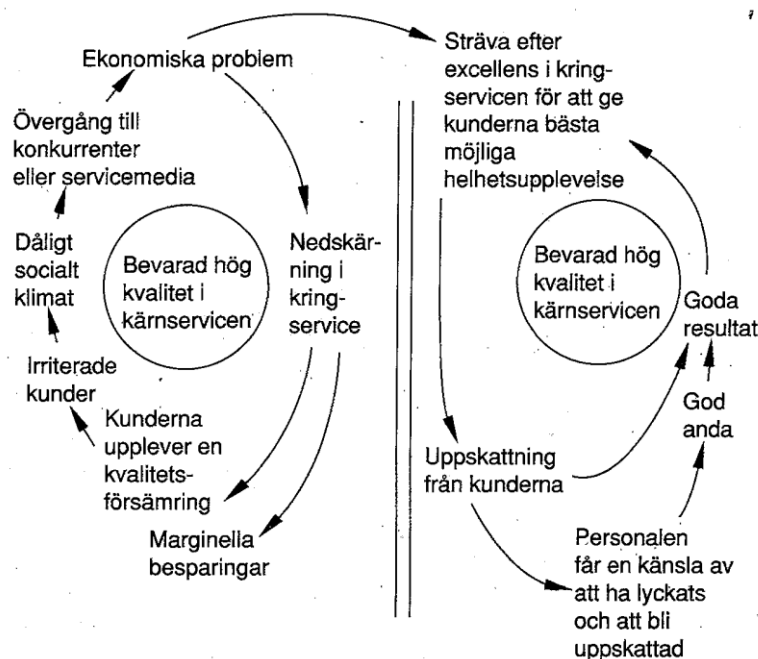 Ekonomiska problem
Övergång till
konkurrenter
eller servicemedia
Dåligt
socialt
klimat
Bevarad hög
kvalitet i
kärnservicen
Nedskär-
ning i
kring-
service
Irriterade
kunder
Kunderna
upplever en
kvalitets-
försämring
Marginella
besparingar
Sträva efter
excellens i kring-
servicen för att ge
kunderna bästa
möjliga
helhetsupplevelse
Bevarad hög
kvalitet i
kärnservicen
Goda
resultat
God
anda
Uppskattning
från kunderna
Personalen
får en känsla av
att ha lyckats
och att bli
uppskattad